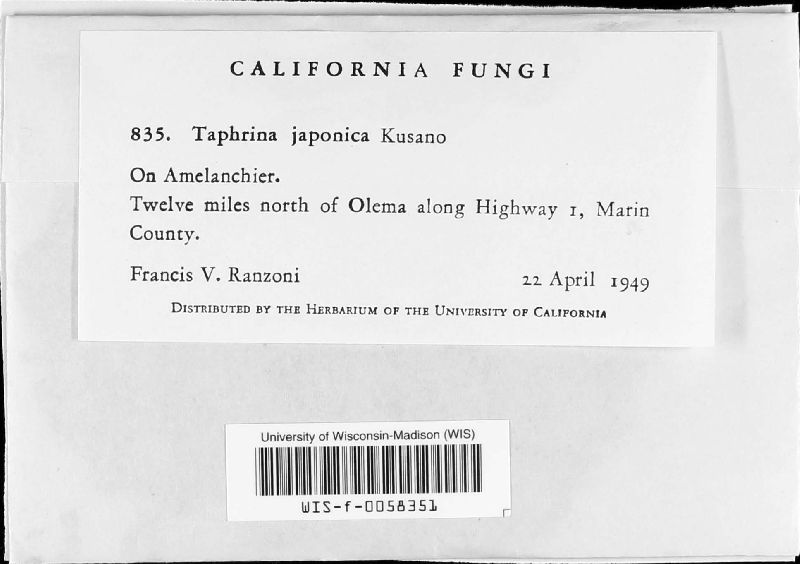 CALIFORNIA FUNGI
835. Taphrina japonica Kusano
On Amelanchier.
Twelve miles north of Olema along Highway 1, Marin
County.
Francis V. Ranzoni 22 April 1949
Distributed by the Herbarium of the University of California
University of Wisconsin-Madison (WIS)
WIS-f-0058351